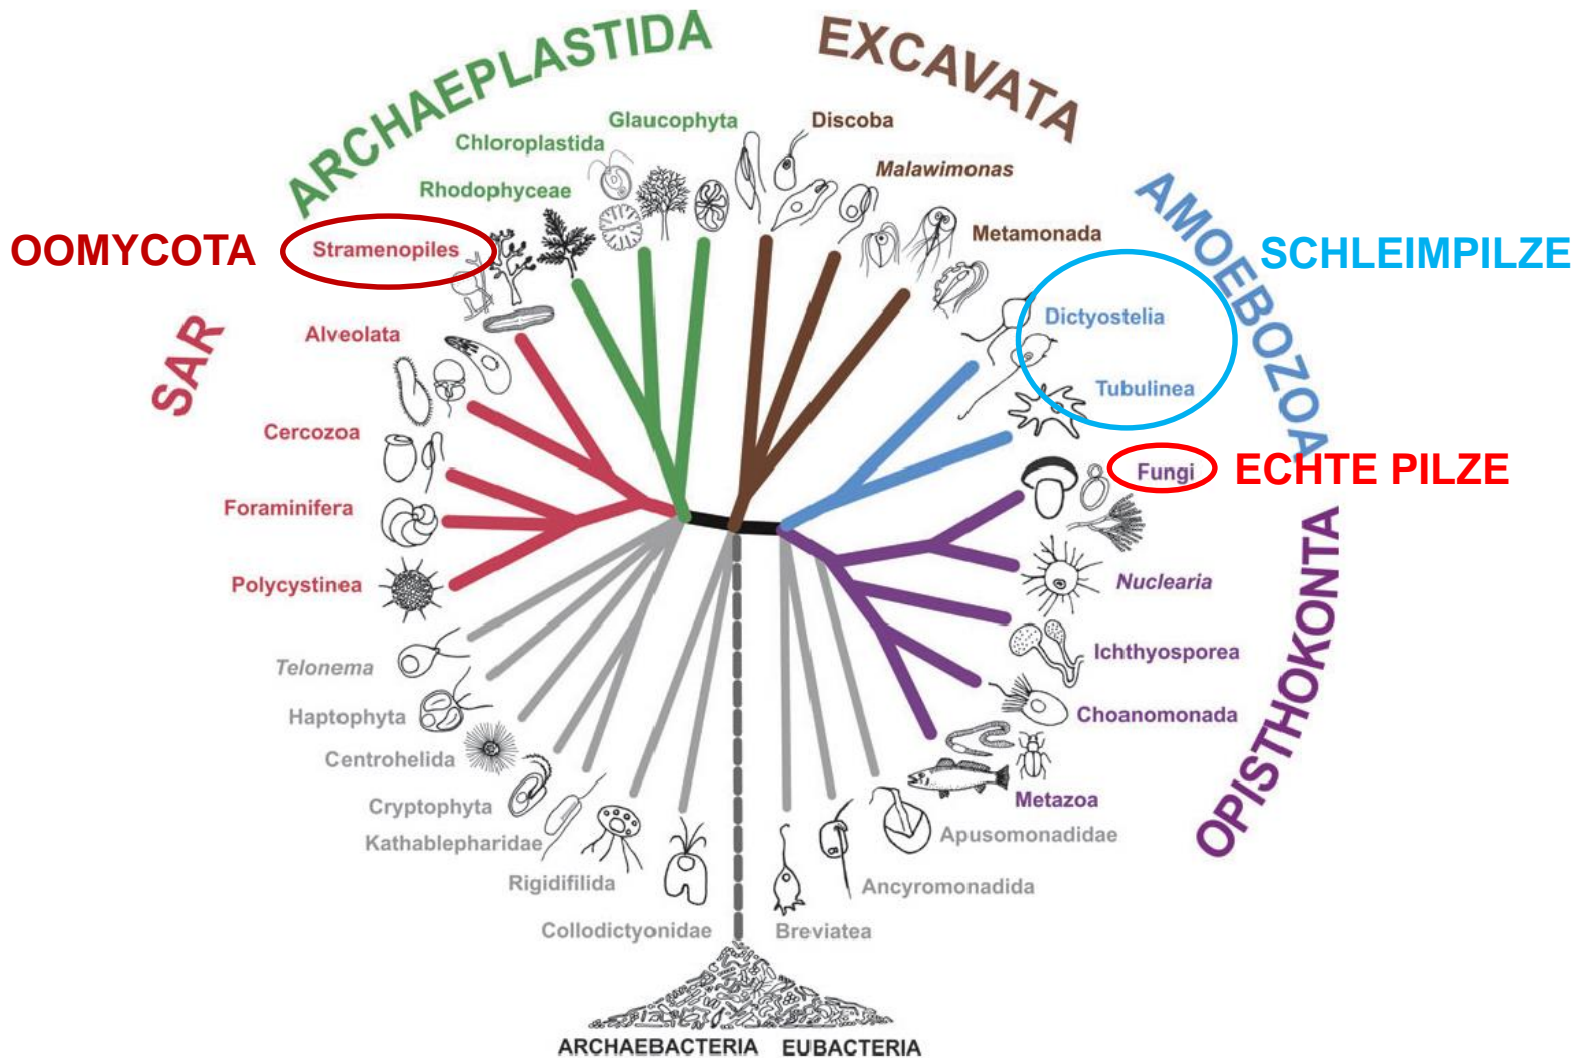 ARCHAEPLASTIDA
EXCAVATA
Glaucophyta
Discoba
Chloroplastida
Malawimonas
Rhodophyceae
AMOEBOZOA
OOMYCOTA
Stramenopiles
Metamonada
SCHLEIMPILZE
SAR
Alveolata
Dictyostelia
Tubulinea
Cercozoa
Fungi
ECHTE PILZE
Foraminifera
OPISTHOKONTA
Polycystinea
Nuclearia
Telonema
Ichthyosporea
Haptophyta
Choanomonada
Centrohelida
Cryptophyta
Metazoa
Kathablepharidae
Apusomonadidae
Rigidifilida
Ancyromonadida
Collodictyonidae
Breviatea
ARCHAEBACTERIA
EUBACTERIA